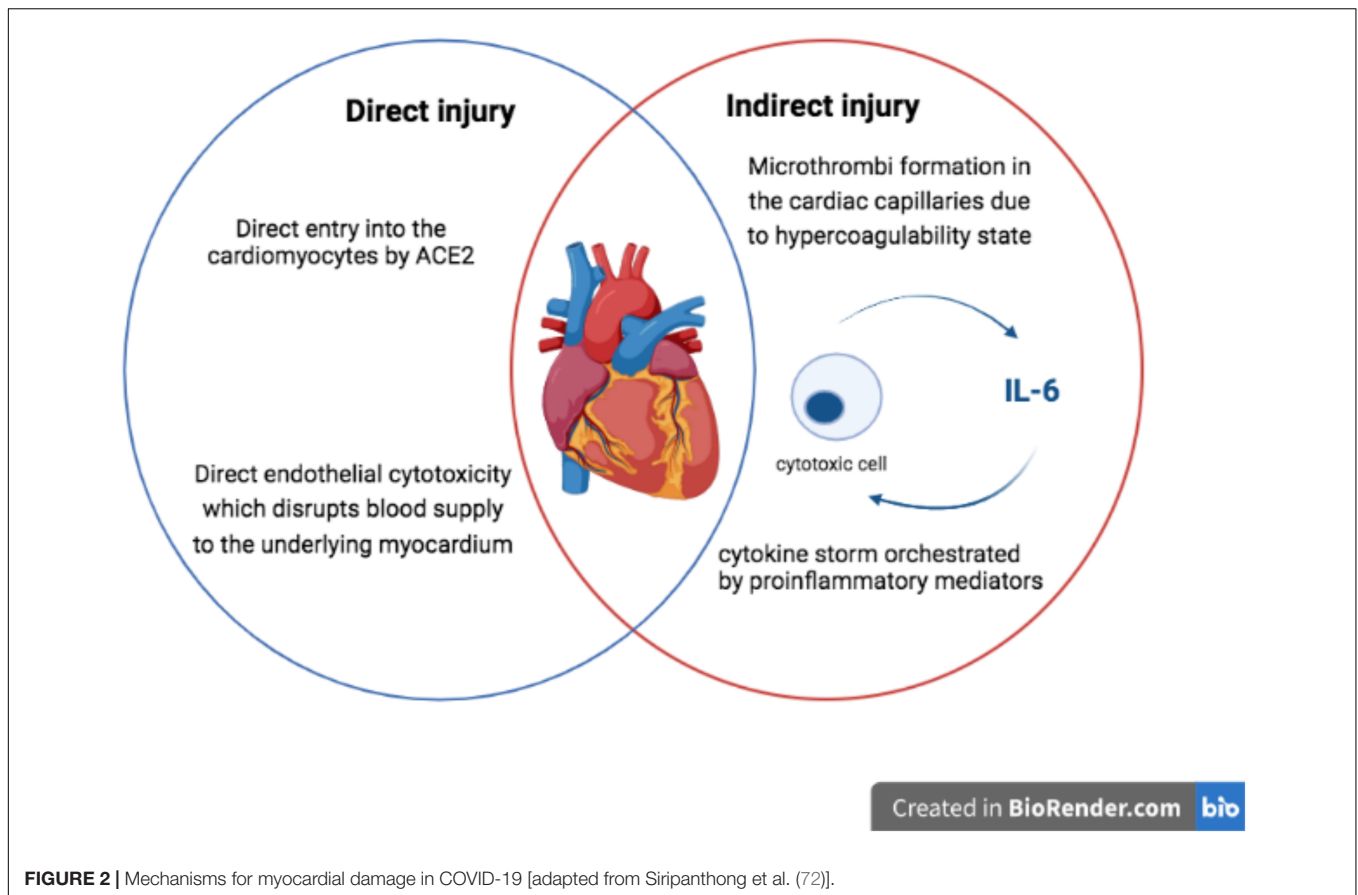 Direct injury
Direct entry into the
cardiomyocytes by ACE2
Direct endothelial cytotoxicity
which disrupts blood supply
to the underlying myocardium
Indirect injury
Microthrombi formation in
the cardiac capillaries due
to hypercoagulability state
IL-6
cytotoxic cell
cytokine storm orchestrated
by proinflammatory mediators
Created in BioRender.com bio
FIGURE 2 | Mechanisms for myocardial damage in COVID-19 [adapted from Siripanthong et al. (72)].